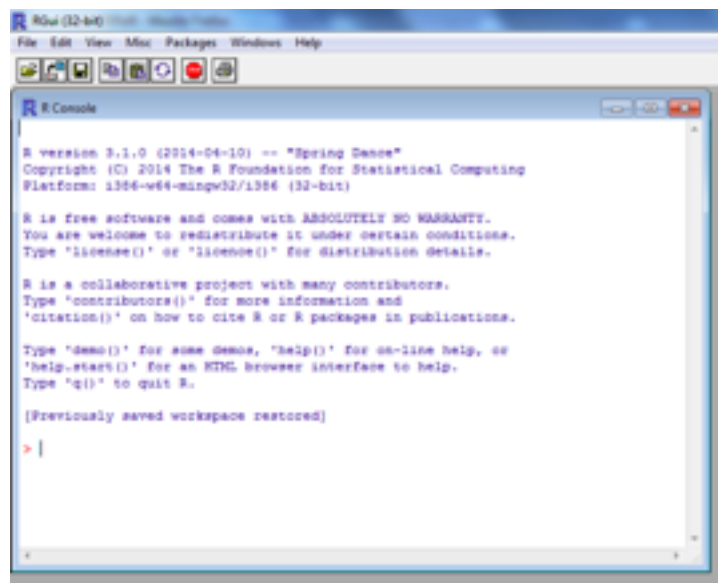 RGui (32-bit)
File Edit View Misc Packages Windows Help
R Console
R version 3.1.0 (2014-04-10) -- "Spring Dance"
Copyright (C) 2014 The R Foundation for Statistical Computing
Platform: i386-w64-mingw32/i386 (32-bit)
R is free software and comes with ABSOLUTELY NO WARRANTY.
You are welcome to redistribute it under certain conditions.
Type 'license()' or 'licence()' for distribution details.
R is a collaborative project with many contributors.
Type 'contributors()' for more information and
'citation()' on how to cite R or R packages in publications.
Type 'demo()' for some demos, 'help()' for on-line help, or
'help.start()' for an HTML browser interface to help.
Type 'q()' to quit R.
[Previously saved workspace restored]
>